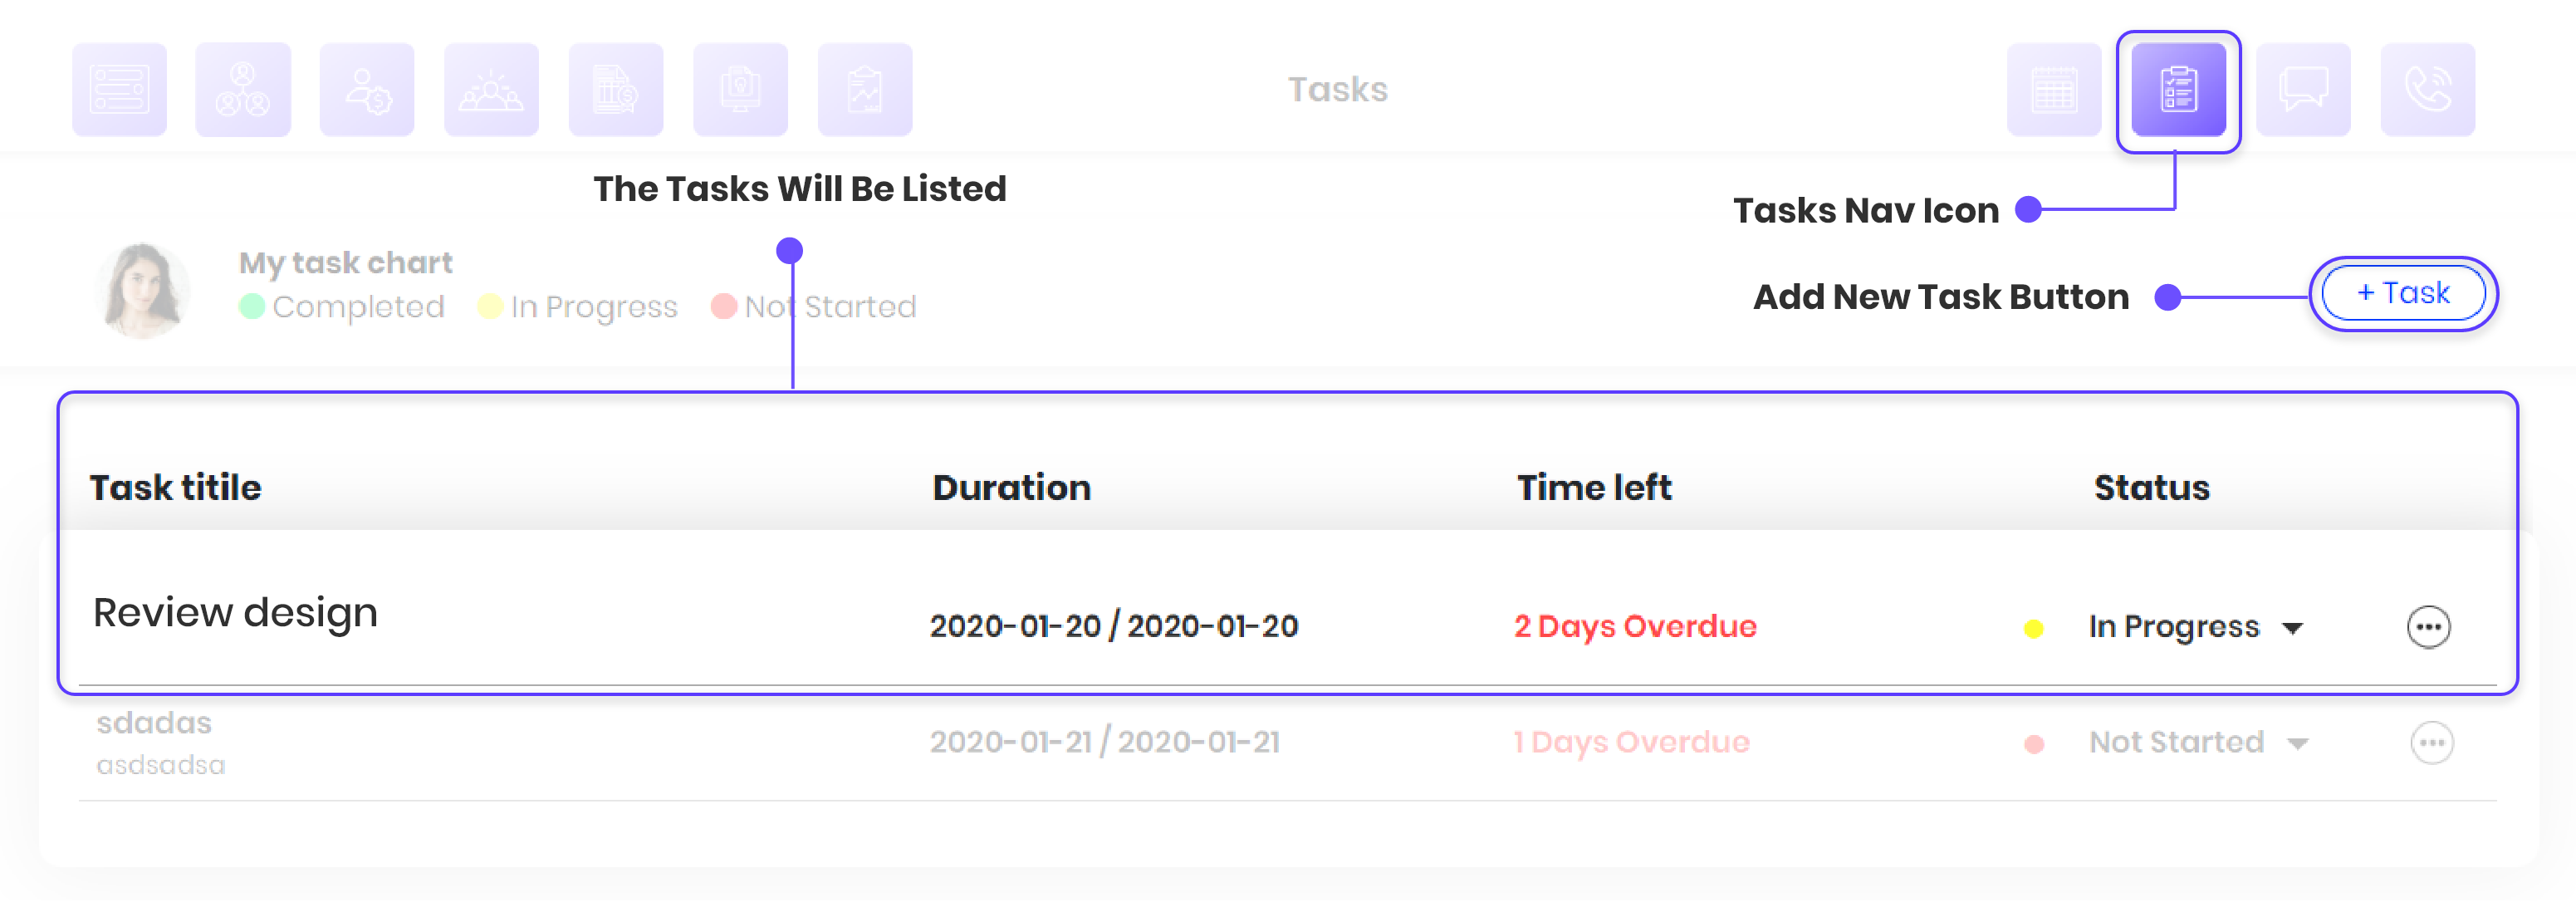 Tasks
The Tasks Will Be Listed
Tasks Nav Icon
My task chart
Completed In Progress Not Started
Add New Task Button
+ Task
Task titile Duration Time left Status
Review design 2020-01-20 / 2020-01-20 2 Days Overdue In Progress
sdadas 2020-01-21 / 2020-01-21 1 Days Overdue Not Started
asdsadsa